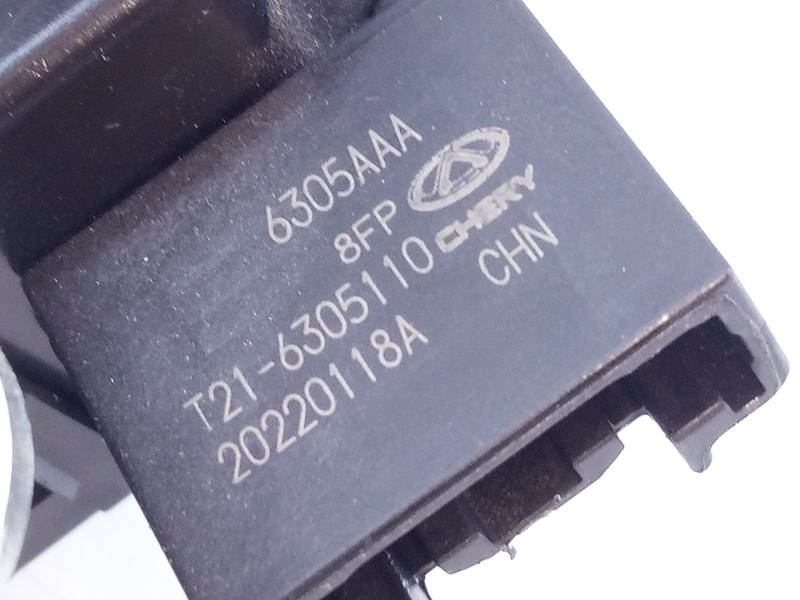 6305AAA
8FP
CHERY
T21-6305110
CHN
20220118A